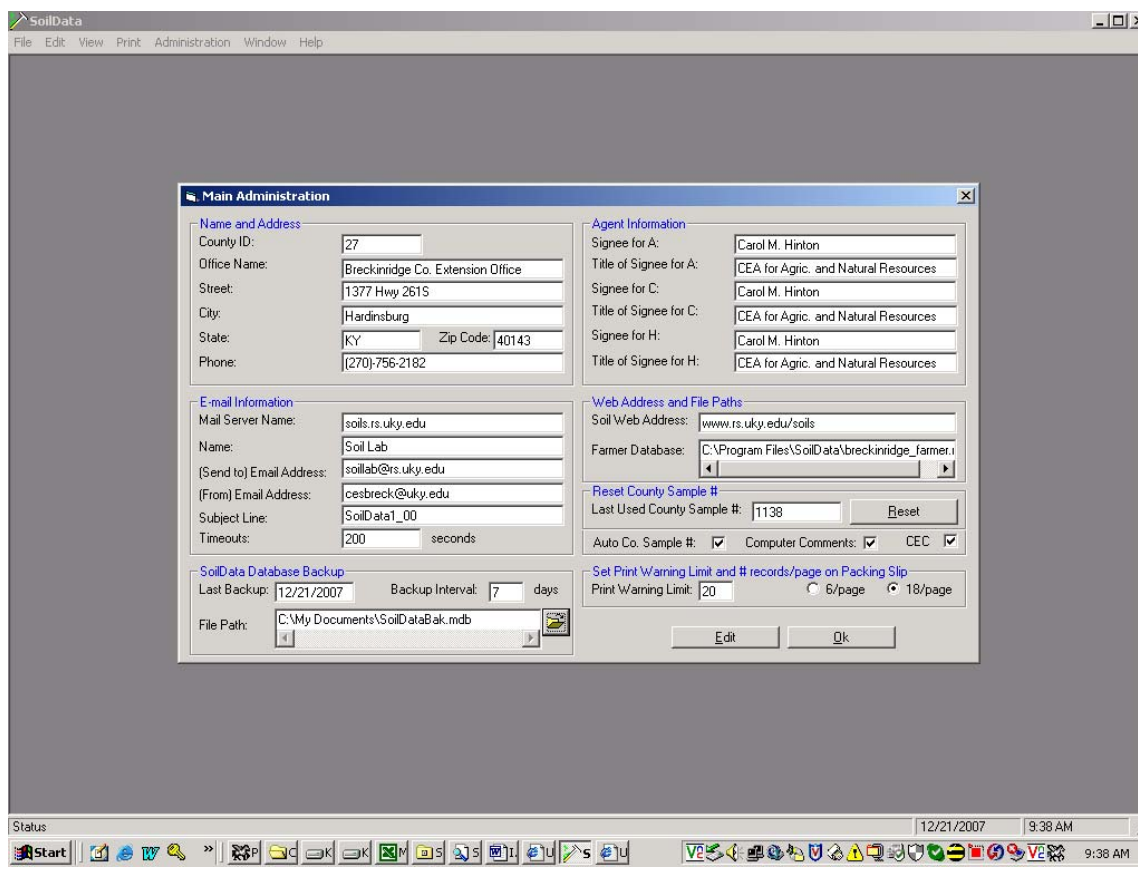 SoilData
File Edit View Print Administration Window Help
Main Administration
Name and Address
County ID: 27
Office Name: Breckinridge Co. Extension Office
Street: 1377 Hwy 261S
City: Hardinsburg
State: KY Zip Code: 40143
Phone: (270)-756-2182
Agent Information
Signee for A: Carol M. Hinton
Title of Signee for A: CEA for Agric. and Natural Resources
Signee for C: Carol M. Hinton
Title of Signee for C: CEA for Agric. and Natural Resources
Signee for H: Carol M. Hinton
Title of Signee for H: CEA for Agric. and Natural Resources
E-mail Information
Mail Server Name: soils.rs.uky.edu
Name: Soil Lab
(Send to) Email Address: soillab@rs.uky.edu
(From) Email Address: cesbreck@uky.edu
Subject Line: SoilData1_00
Timeouts: 200 seconds
Web Address and File Paths
Soil Web Address: www.rs.uky.edu/soils
Farmer Database: C:\Program Files\SoilData\breckinridge_farmer.
Reset County Sample #
Last Used County Sample #: 1138 Reset
Auto Co. Sample #: Computer Comments: CEC
SoilData Database Backup
Last Backup: 12/21/2007 Backup Interval: 7 days
File Path: C:\My Documents\SoilDataBak.mdb
Set Print Warning Limit and # records/page on Packing Slip
Print Warning Limit: 20 6/page 18/page
Edit Ok
Status 12/21/2007 9:38 AM
Start » P C K K M S S I. U S U 9:38 AM